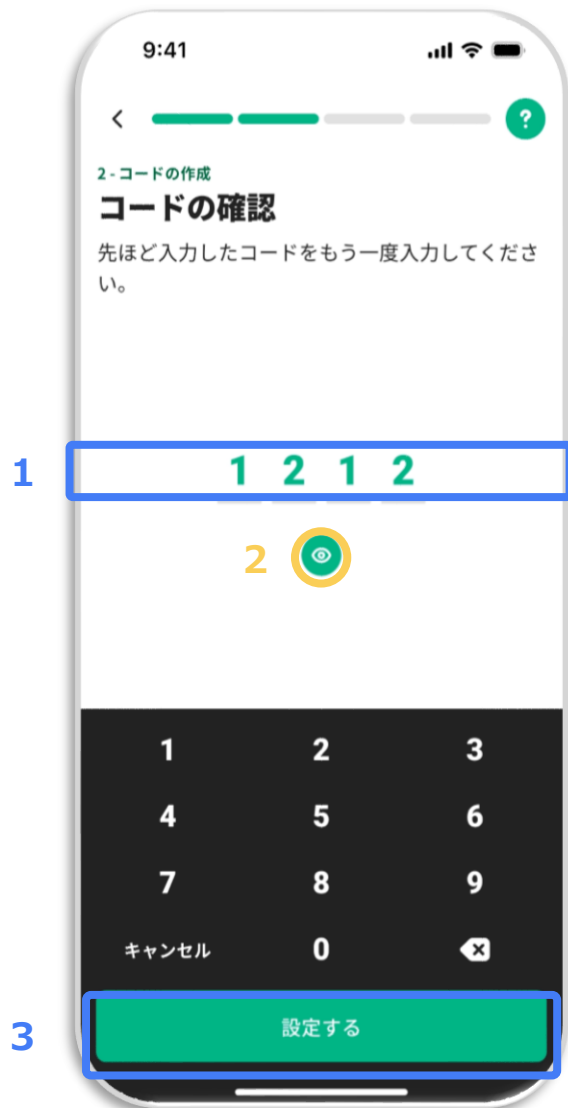 9:41
?
2 - コードの作成
コードの確認
先ほど入力したコードをもう一度入力してくださ
い。
1
1 2 1 2
2
1 2 3
4 5 6
7 8 9
キャンセル 0
3
設定する